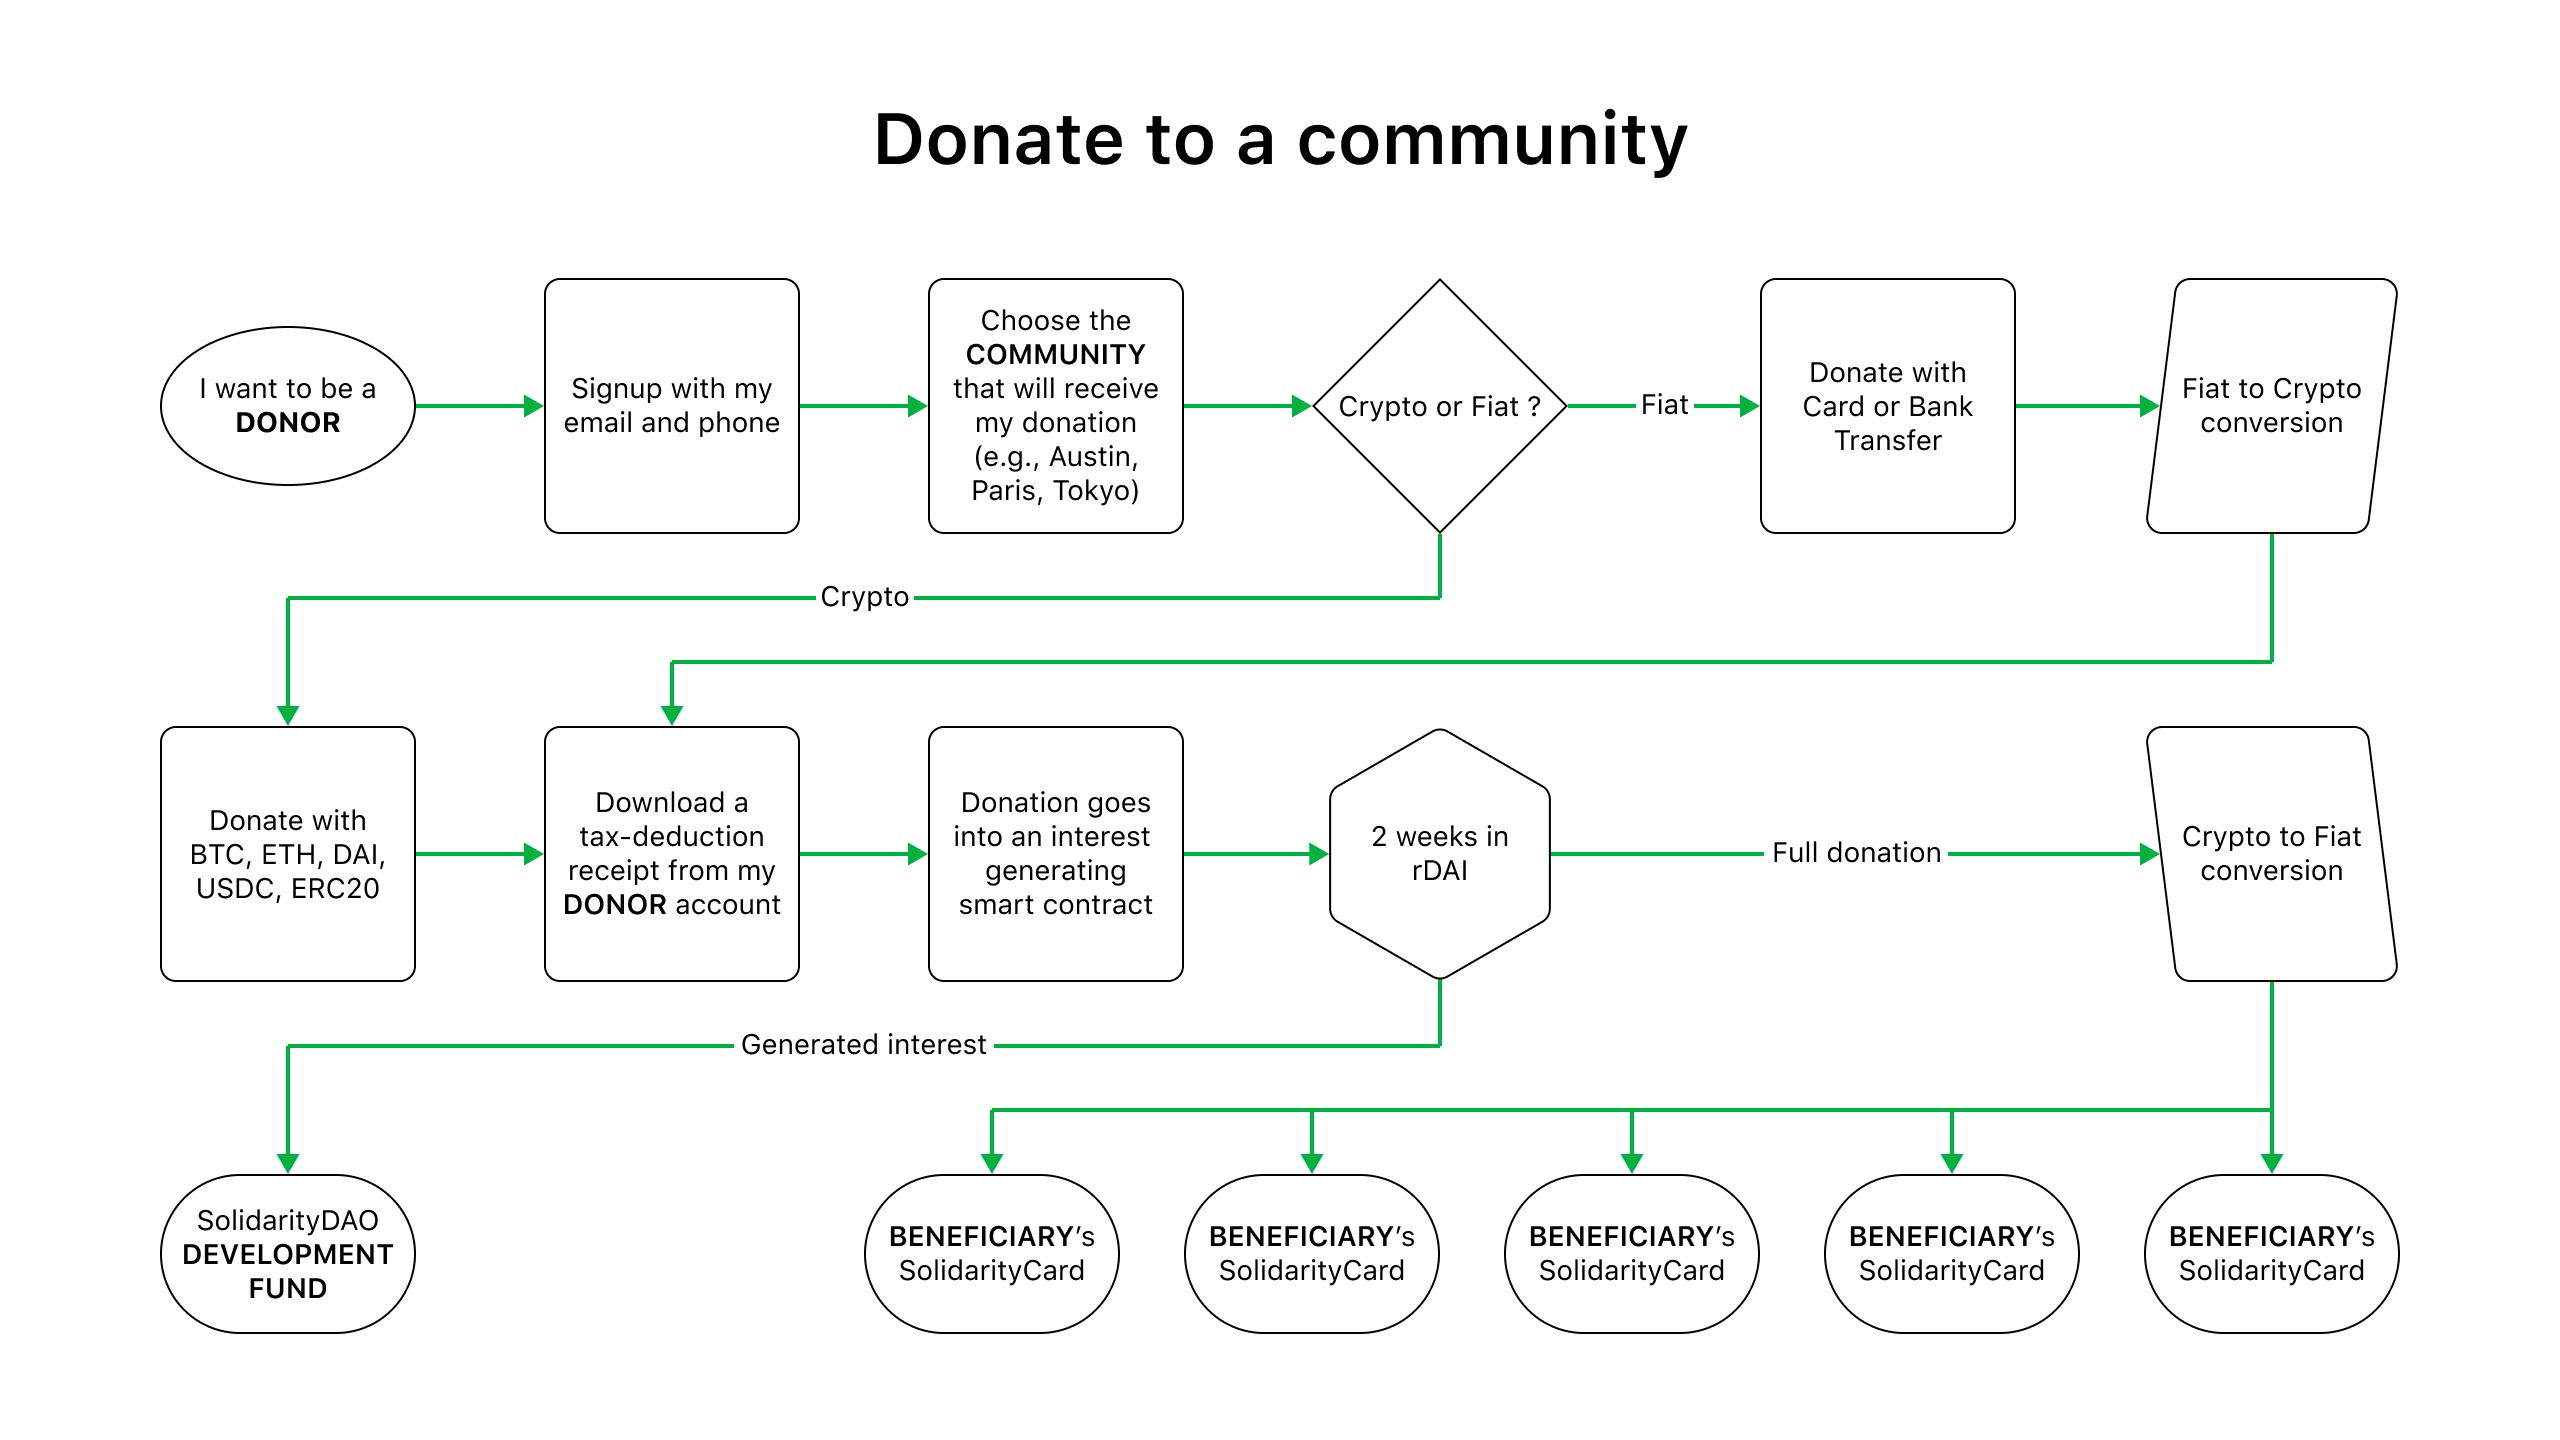 Donate to a community
I want to be a
DONOR
Signup with my
email and phone
Choose the
COMMUNITY
that will receive
my donation
(e.g., Austin,
Paris, Tokyo)
Crypto or Fiat ?
Fiat
Donate with
Card or Bank
Transfer
Fiat to Crypto
conversion
Crypto
Donate with
BTC, ETH, DAI,
USDC, ERC20
Download a
tax-deduction
receipt from my
DONOR account
Donation goes
into an interest
generating
smart contract
2 weeks in
rDAI
Full donation
Crypto to Fiat
conversion
Generated interest
SolidarityDAO
DEVELOPMENT
FUND
BENEFICIARY’s
SolidarityCard
BENEFICIARY’s
SolidarityCard
BENEFICIARY’s
SolidarityCard
BENEFICIARY’s
SolidarityCard
BENEFICIARY’s
SolidarityCard